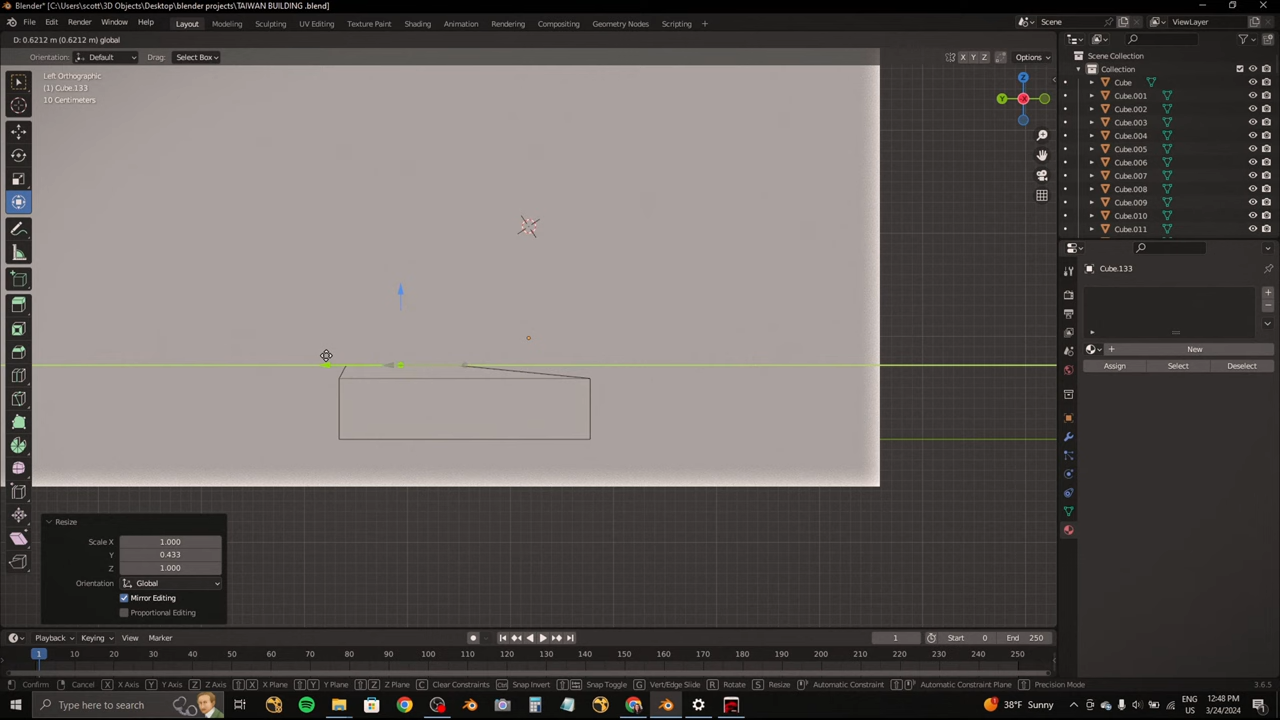 Blender* [C:\Users\scott\3D Objects\Desktop\blender projects\TAIWAN BUILDING .blend]
File Edit Render Window Help Layout Modeling Sculpting UV Editing Texture Paint Shading Animation Rendering Compositing Geometry Nodes Scripting + Scene ViewLayer
D: 0.6212 m (0.6212 m) global
Orientation: Default Drag: Select Box X Y Z Options
Left Orthographic
(1) Cube.133
10 Centimeters
Z
Y
X
Scene Collection
Collection
Cube
Cube.001
Cube.002
Cube.003
Cube.004
Cube.005
Cube.006
Cube.007
Cube.008
Cube.009
Cube.010
Cube.011
Cube.133
New
Assign Select Deselect
Resize
Scale X 1.000
Y 0.433
Z 1.000
Orientation Global
Mirror Editing
Proportional Editing
Playback Keying View Marker 1 Start 0 End 250
1 10 20 30 40 50 60 70 80 90 100 110 120 130 140 150 160 170 180 190 200 210 220 230 240 250
Confirm Cancel X X Axis Y Y Axis Z Z Axis X X Plane Y Y Plane Z Z Plane C Clear Constraints Snap Invert Snap Toggle G Vert/Edge Slide R Rotate S Resize Automatic Constraint Automatic Constraint Plane Precision Mode 3.6.5
Type here to search 38°F Sunny ENG US 12:48 PM 3/24/2024